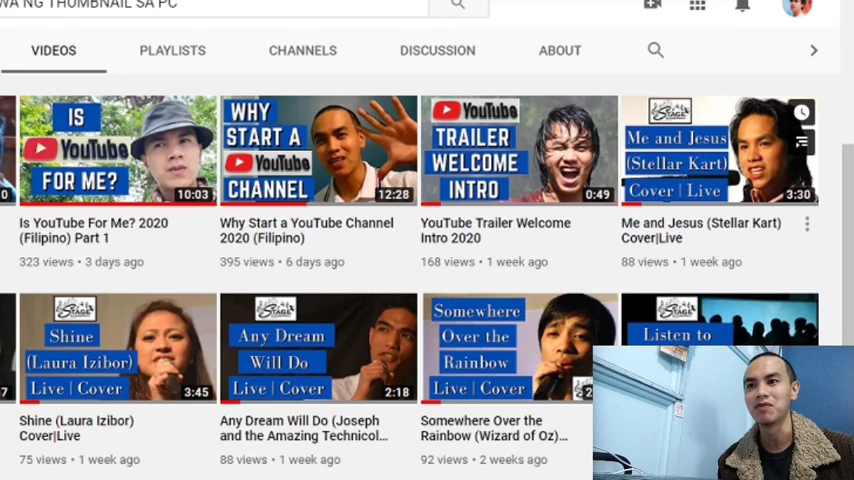 WA NG THUMBNAIL SA PC
VIDEOS PLAYLISTS CHANNELS DISCUSSION ABOUT
IS
YouTube
FOR ME?
10:03
WHY
START A
YouTube
CHANNEL
12:28
YouTube
TRAILER
WELCOME
INTRO
0:49
STAGE
Me and Jesus
(Stellar Kart)
Cover | Live
3:30
Is YouTube For Me? 2020
(Filipino) Part 1
323 views • 3 days ago
Why Start a YouTube Channel
2020 (Filipino)
395 views • 6 days ago
YouTube Trailer Welcome
Intro 2020
168 views • 1 week ago
Me and Jesus (Stellar Kart)
Cover|Live
88 views • 1 week ago
STAGE
Shine
(Laura Izibor)
Live | Cover
3:45
STAGE
Any Dream
Will Do
Live | Cover
2:18
Somewhere
Over the
Rainbow
Live | Cover
STAGE
Listen to
Shine (Laura Izibor)
Cover|Live
75 views • 1 week ago
Any Dream Will Do (Joseph
and the Amazing Technicol...
88 views • 1 week ago
Somewhere Over the
Rainbow (Wizard of Oz)...
92 views • 2 weeks ago